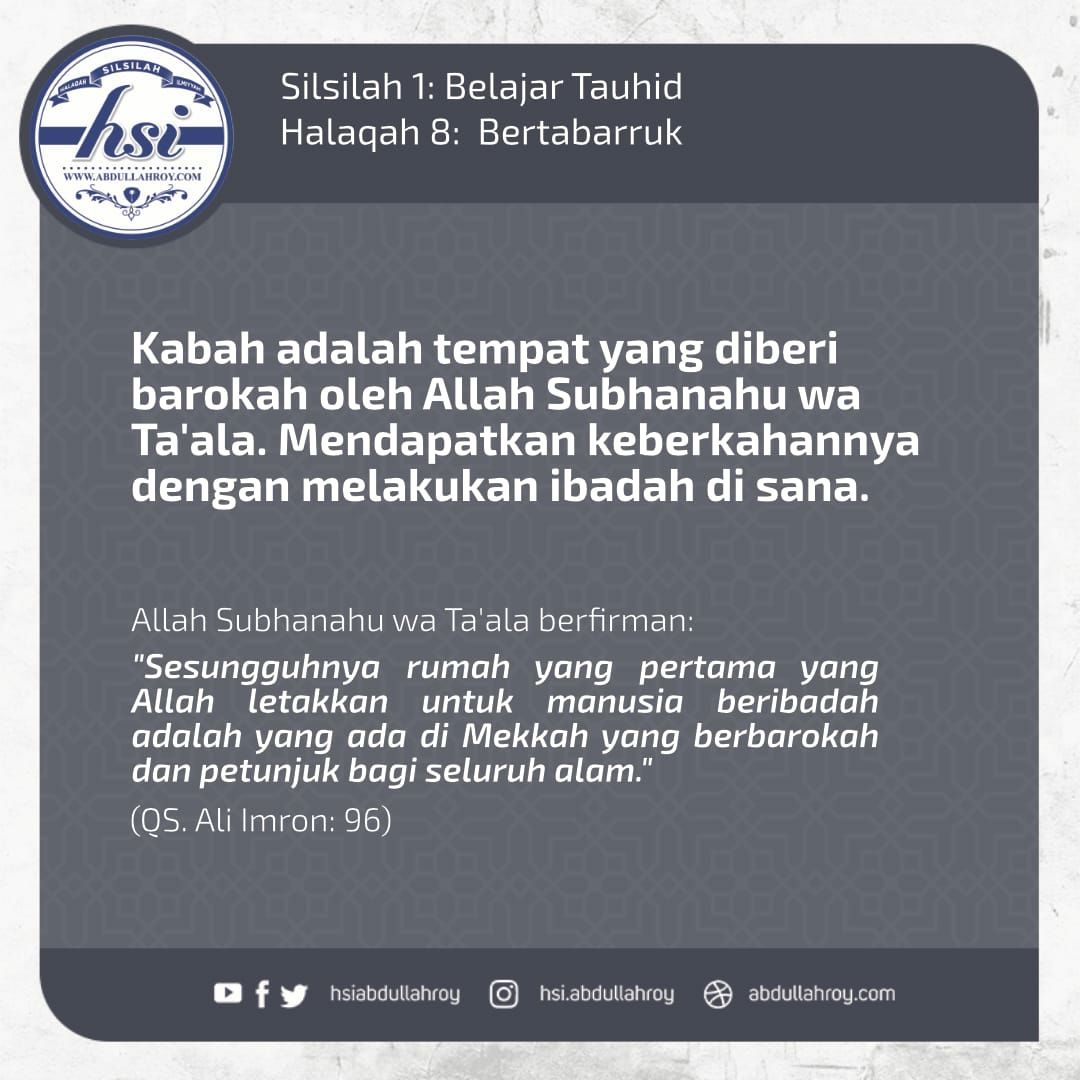 HALAQAH SILSILAH ILMIYYAH
hsi
WWW.ABDULLAHROY.COM
Silsilah 1: Belajar Tauhid
Halaqah 8: Bertabarruk
Kabah adalah tempat yang diberi
barokah oleh Allah Subhanahu wa
Ta'ala. Mendapatkan keberkahannya
dengan melakukan ibadah di sana.
Allah Subhanahu wa Ta'ala berfirman:
"Sesungguhnya rumah yang pertama yang
Allah letakkan untuk manusia beribadah
adalah yang ada di Mekkah yang berbarokah
dan petunjuk bagi seluruh alam."
(QS. Ali Imron: 96)
hsiabdullahroy hsi.abdullahroy abdullahroy.com